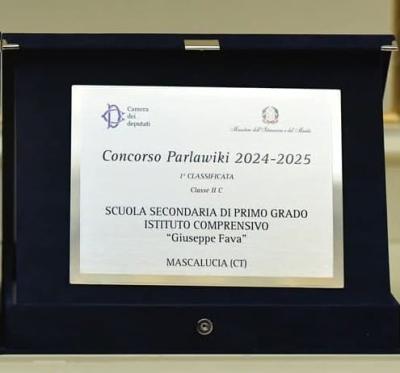 Camera
dei
deputati
Ministero dell'Istruzione e del Merito
Concorso Parlawiki 2024-2025
1ª CLASSIFICATA
Classe II C
SCUOLA SECONDARIA DI PRIMO GRADO
ISTITUTO COMPRENSIVO
"Giuseppe Fava"
MASCALUCIA (CT)